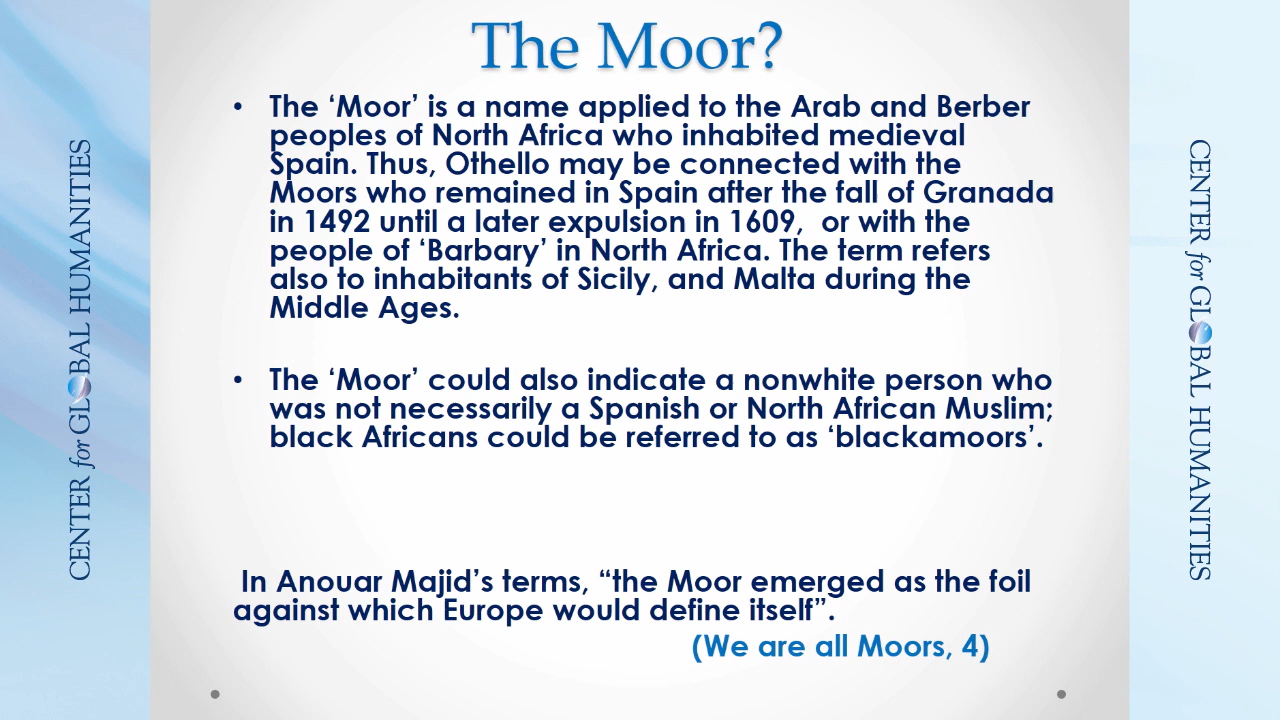 The Moor?
• The ‘Moor’ is a name applied to the Arab and Berber
peoples of North Africa who inhabited medieval
Spain. Thus, Othello may be connected with the
Moors who remained in Spain after the fall of Granada
in 1492 until a later expulsion in 1609,  or with the
people of ‘Barbary’ in North Africa. The term refers
also to inhabitants of Sicily, and Malta during the
Middle Ages.
• The ‘Moor’ could also indicate a nonwhite person who
was not necessarily a Spanish or North African Muslim;
black Africans could be referred to as ‘blackamoors’.
In Anouar Majid’s terms, “the Moor emerged as the foil
against which Europe would define itself”.
(We are all Moors, 4)
CENTER for GLOBAL HUMANITIES
CENTER for GLOBAL HUMANITIES